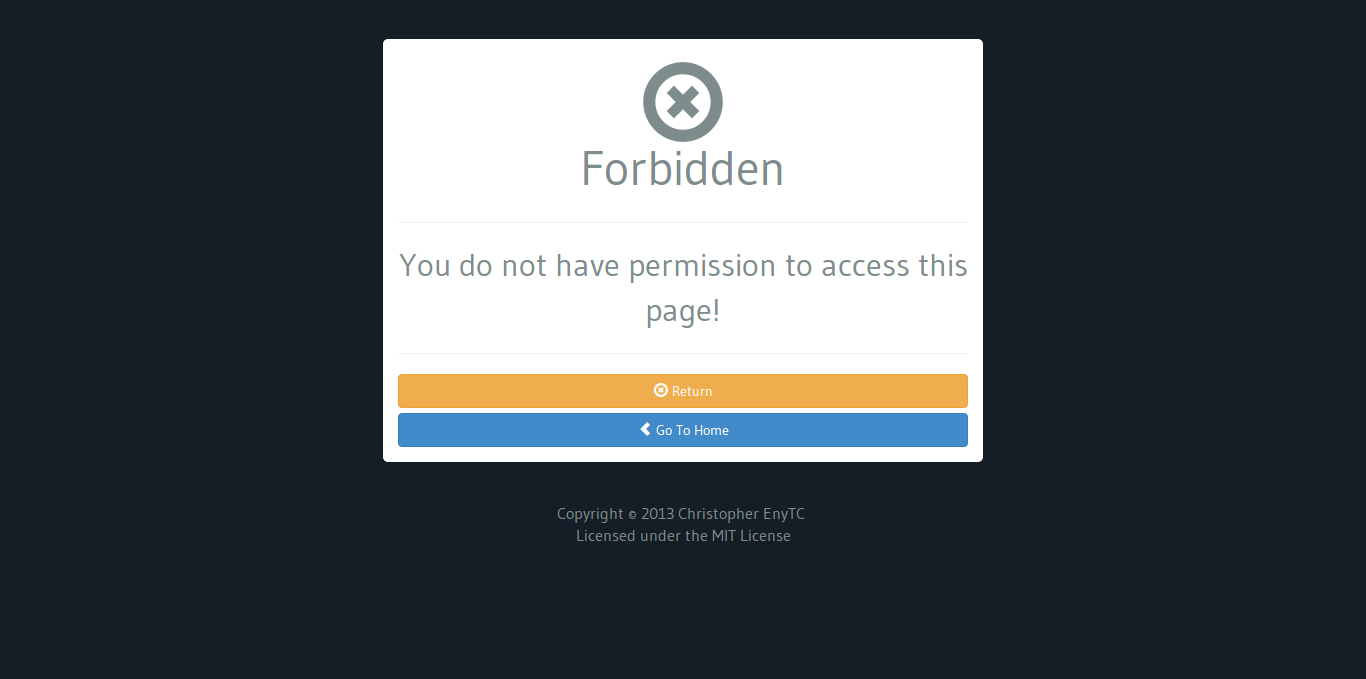 Forbidden
You do not have permission to access this
page!
Return
Go To Home
Copyright © 2013 Christopher EnyTC
Licensed under the MIT License